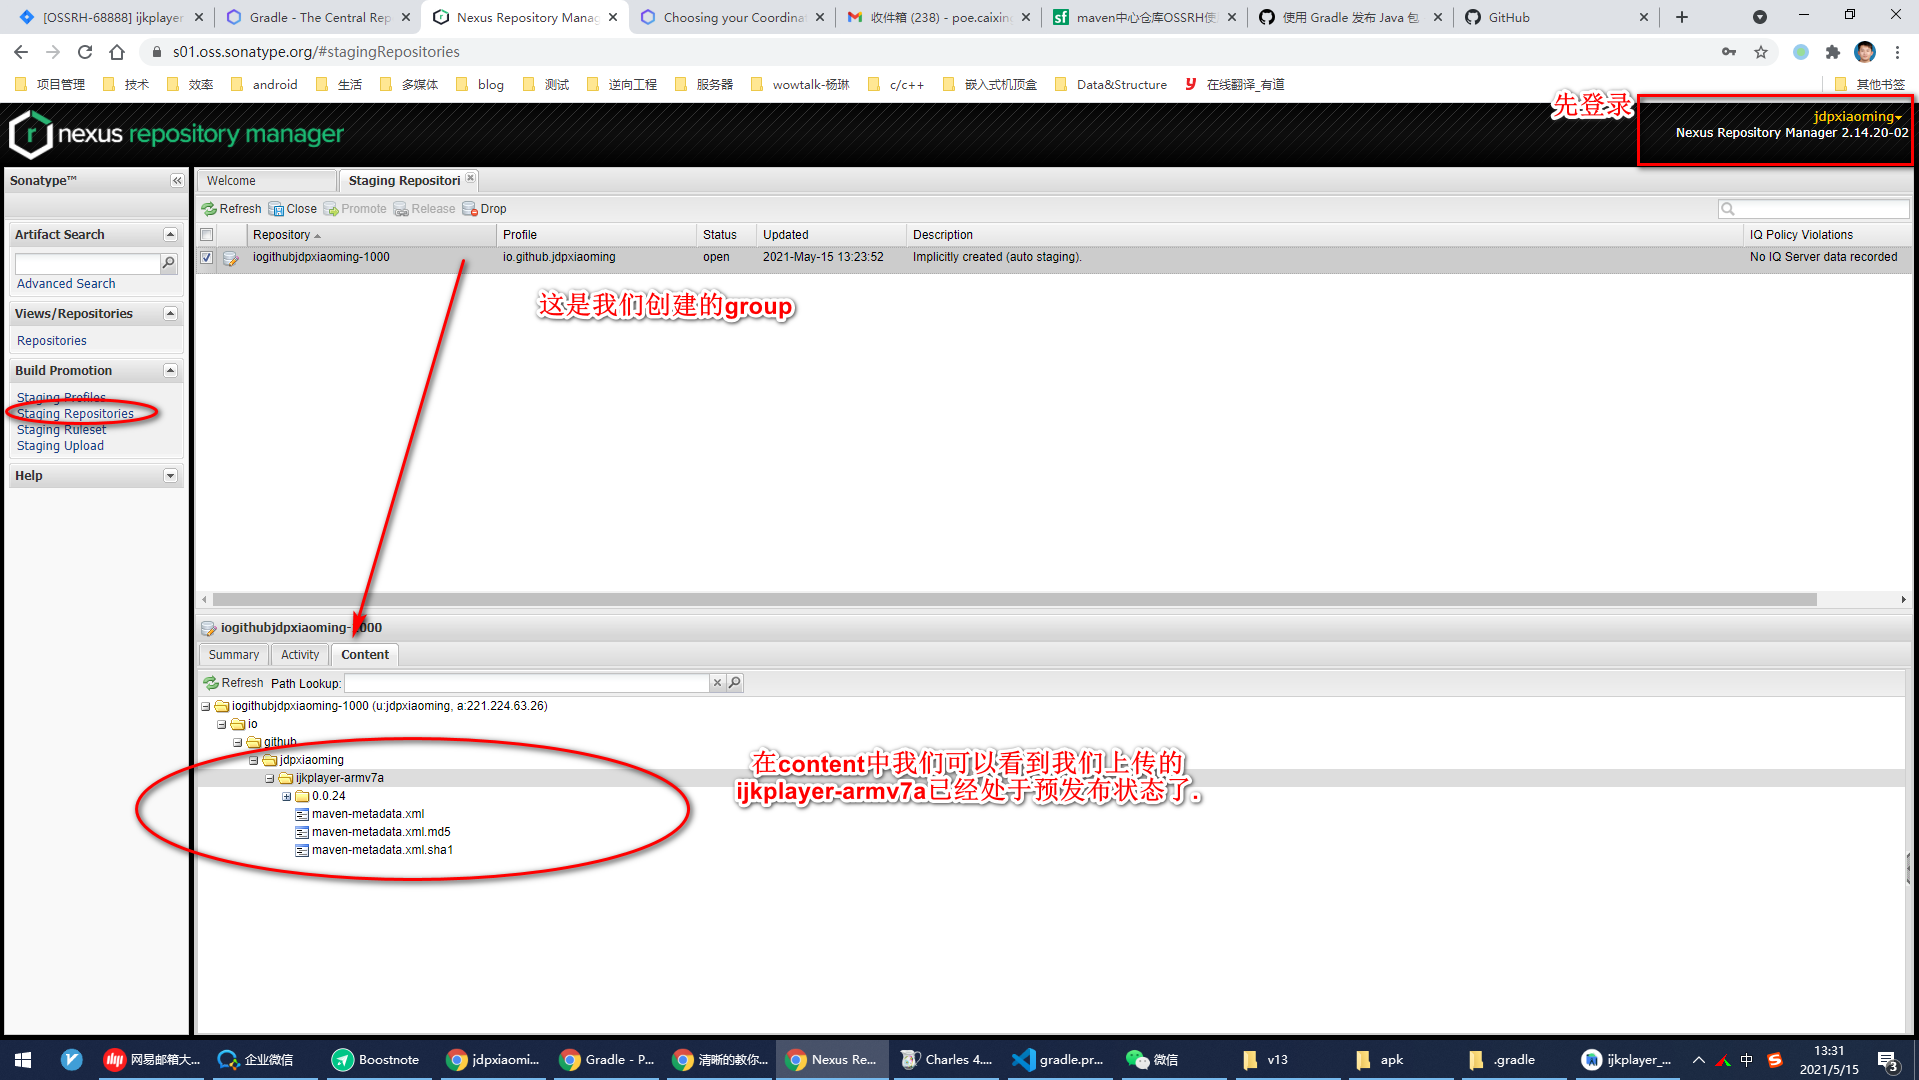 [OSSRH-68888] ijkplayer
Gradle - The Central Rep
Nexus Repository Manag
Choosing your Coordinat
收件箱 (238) - poe.caixin
maven中心仓库OSSRH使
使用 Gradle 发布 Java 包
GitHub
s01.oss.sonatype.org/#stagingRepositories
项目管理
技术
效率
android
生活
多媒体
blog
测试
逆向工程
服务器
wowtalk-杨琳
c/c++
嵌入式机顶盒
Data&Structure
在线翻译_有道
其他书签
nexus repository manager
先登录
jdpxiaoming
Nexus Repository Manager 2.14.20-02
Sonatype™
Welcome
Staging Repositori
Refresh
Close
Promote
Release
Drop
Artifact Search
Advanced Search
Views/Repositories
Repositories
Build Promotion
Staging Profiles
Staging Repositories
Staging Ruleset
Staging Upload
Help
Repository
Profile
Status
Updated
Description
IQ Policy Violations
iogithubjdpxiaoming-1000
io.github.jdpxiaoming
open
2021-May-15 13:23:52
Implicitly created (auto staging).
No IQ Server data recorded
这是我们创建的group
iogithubjdpxiaoming-1000
Summary
Activity
Content
Refresh
Path Lookup:
iogithubjdpxiaoming-1000 (u:jdpxiaoming, a:221.224.63.26)
io
github
jdpxiaoming
ijkplayer-armv7a
0.0.24
maven-metadata.xml
maven-metadata.xml.md5
maven-metadata.xml.sha1
在content中我们可以看到我们上传的
ijkplayer-armv7a已经处于预发布状态了.
网易邮箱大...
企业微信
Boostnote
jdpxiaomi...
Gradle - P...
清晰的教你...
Nexus Re...
Charles 4....
gradle.pr...
微信
v13
apk
.gradle
ijkplayer_...
中
13:31
2021/5/15
3